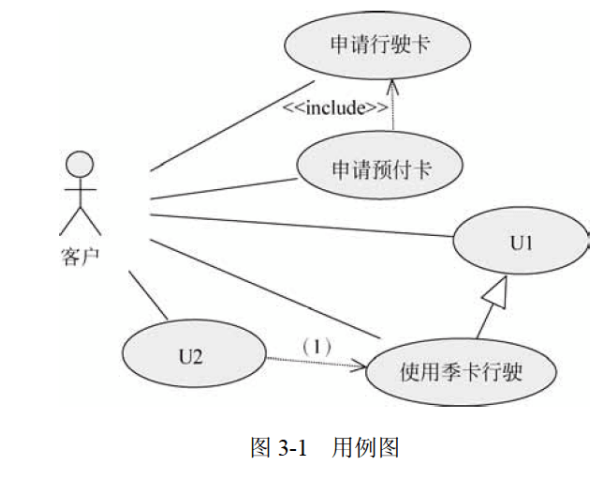 申请行驶卡
<<include>>
申请预付卡
客户
U1
U2
（1）
使用季卡行驶
图 3-1 用例图